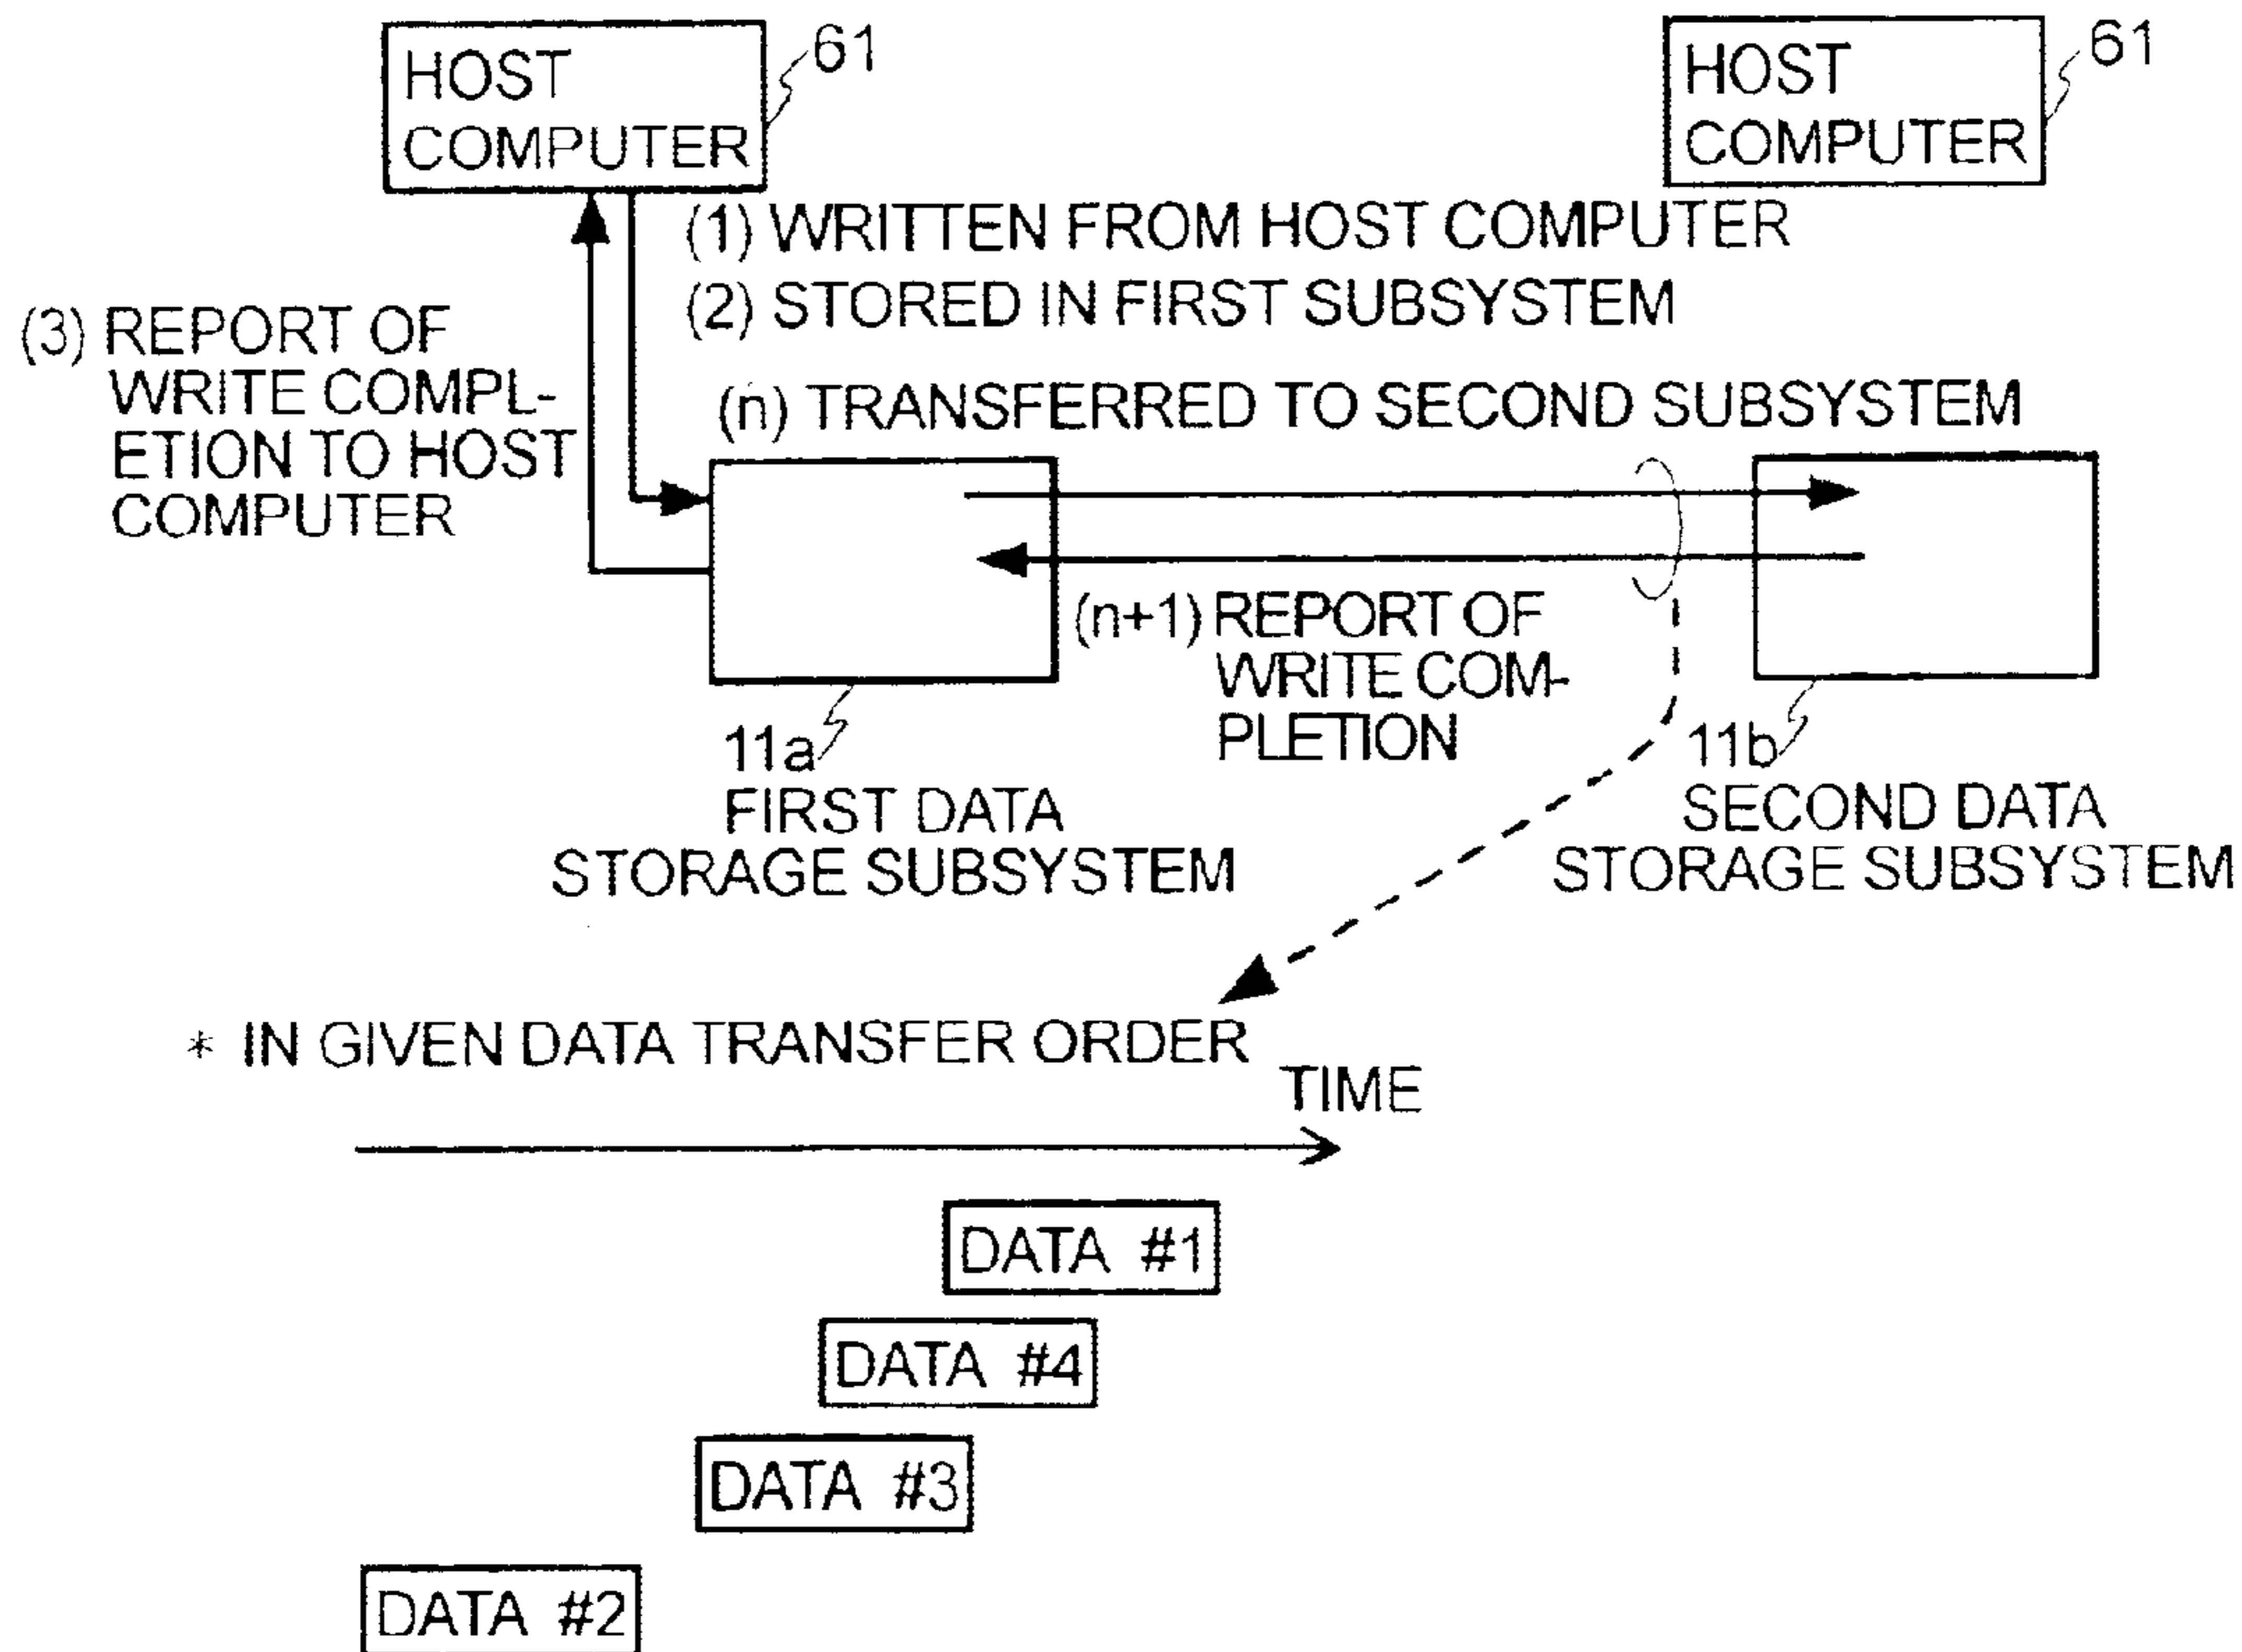 HOST
COMPUTER
61
HOST
COMPUTER
61
(1) WRITTEN FROM HOST COMPUTER
(2) STORED IN FIRST SUBSYSTEM
(3) REPORT OF
WRITE COMPL-
ETION TO HOST
COMPUTER
(n) TRANSFERRED TO SECOND SUBSYSTEM
(n+1) REPORT OF
WRITE COM-
PLETION
11a
FIRST DATA
STORAGE SUBSYSTEM
11b
SECOND DATA
STORAGE SUBSYSTEM
* IN GIVEN DATA TRANSFER ORDER
TIME
DATA #1
DATA #4
DATA #3
DATA #2